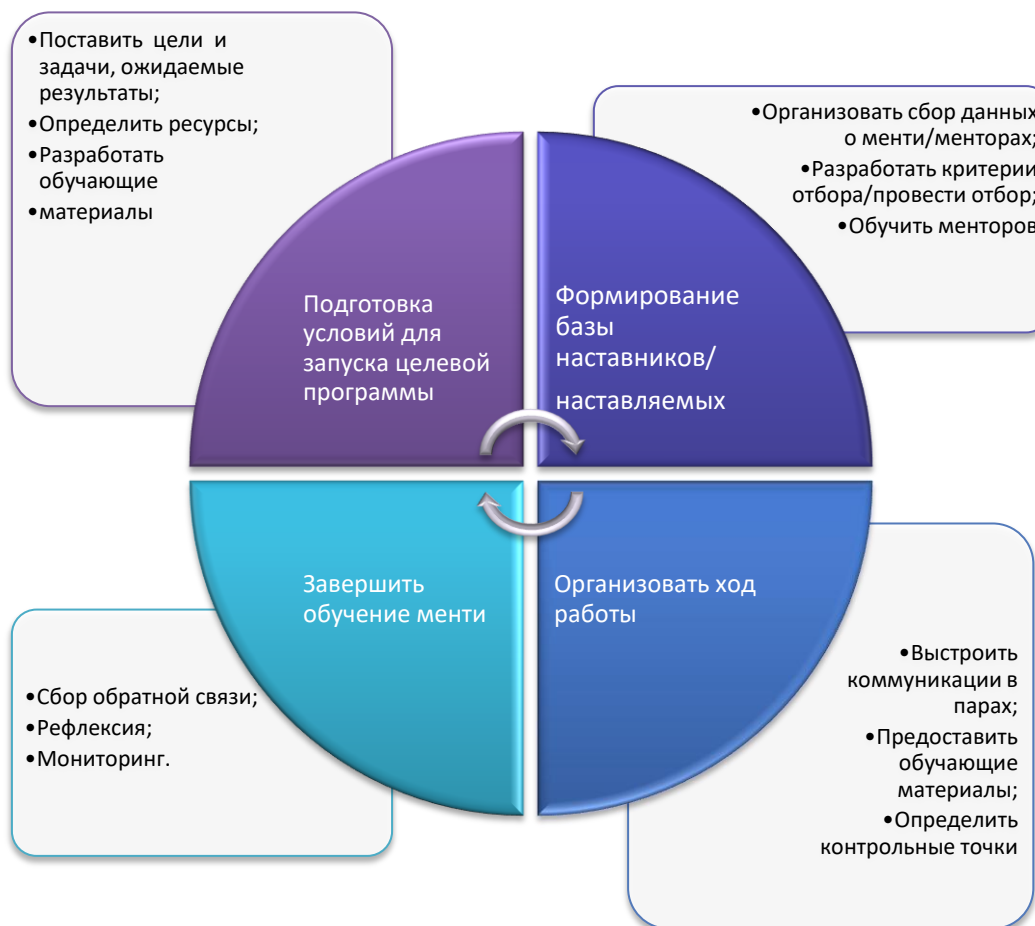 •Поставить цели и
задачи, ожидаемые
результаты;
•Определить ресурсы;
•Разработать
обучающие
•материалы
•Организовать сбор данных
о менти/менторах;
•Разработать критерии
отбора/провести отбор;
•Обучить менторов
Подготовка
условий для
запуска целевой
программы
Формирование
базы
наставников/
наставляемых
Завершить
обучение менти
Организовать ход
работы
•Сбор обратной связи;
•Рефлексия;
•Мониторинг.
•Выстроить
коммуникации в
парах;
•Предоставить
обучающие
материалы;
•Определить
контрольные точки